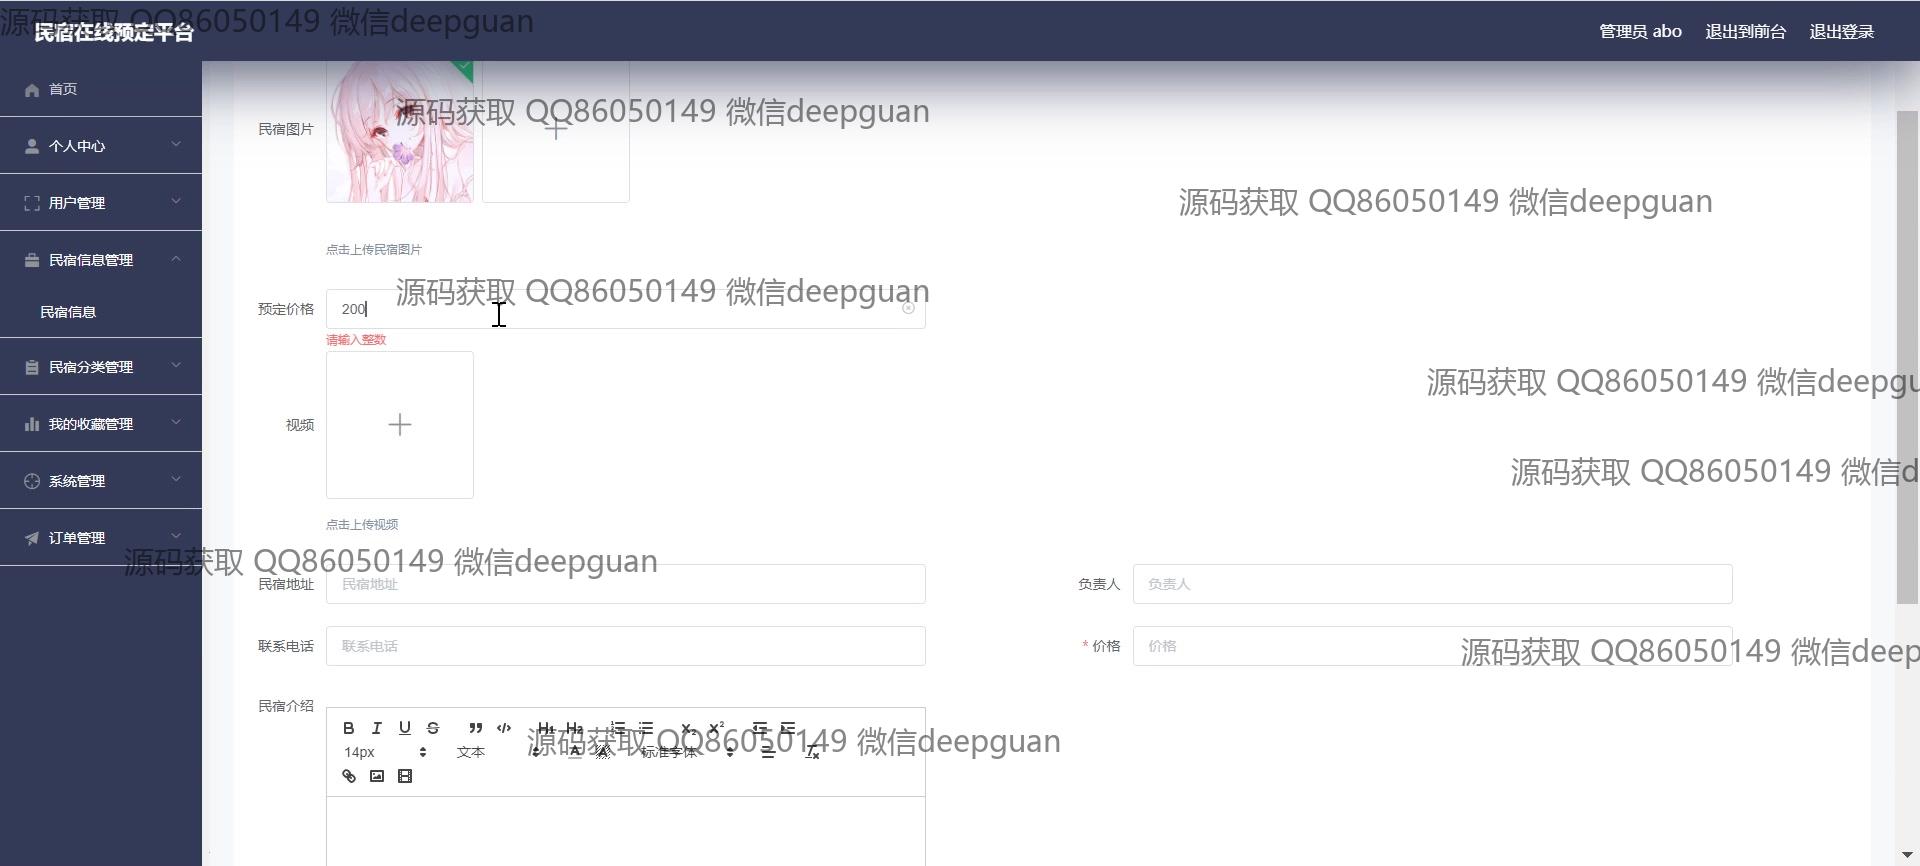 源码获取 QQ86050149 微信deepguan
民宿在线预定平台
管理员 abo
退出到前台
退出登录
首页
个人中心
用户管理
民宿信息管理
民宿信息
民宿分类管理
我的收藏管理
系统管理
订单管理
民宿图片
源码获取 QQ86050149 微信deepguan
源码获取 QQ86050149 微信deepguan
点击上传民宿图片
源码获取 QQ86050149 微信deepguan
预定价格
200
请输入整数
源码获取 QQ86050149 微信deepgu
视频
源码获取 QQ86050149 微信d
点击上传视频
源码获取 QQ86050149 微信deepguan
民宿地址
民宿地址
负责人
负责人
联系电话
联系电话
* 价格
价格
源码获取 QQ86050149 微信deep
民宿介绍
B I U S ” </> H1 H2 X2 X2
源码获取 QQ86050149 微信deepguan
14px 文本 A A 标准字体 Tx